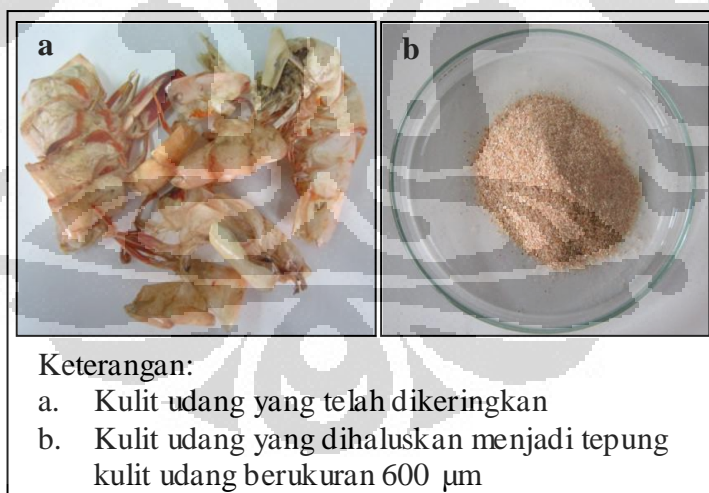 a
b
Keterangan:
a. Kulit udang yang telah dikeringkan
b. Kulit udang yang dihaluskan menjadi tepung
kulit udang berukuran 600 µm